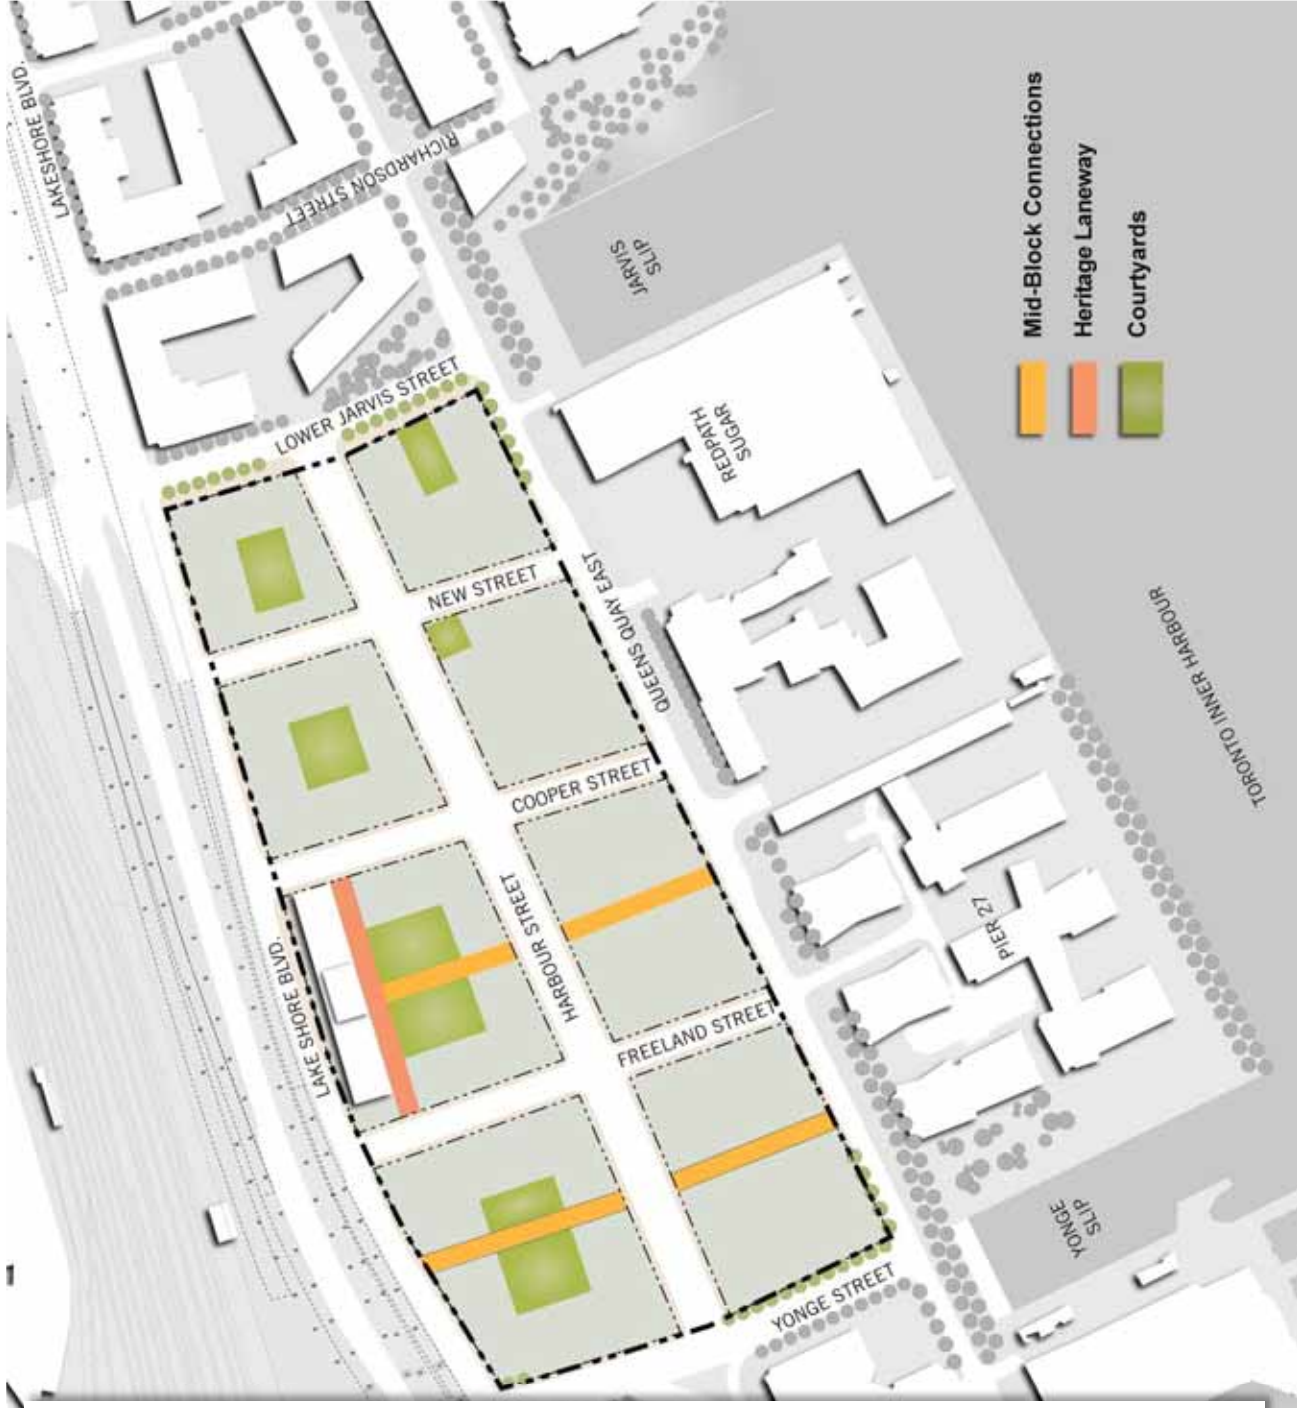 LAKESHORE BLVD.
RICHARDSON STREET
JARVIS
SLIP
LOWER JARVIS STREET
REDPATH
SUGAR
NEW STREET
QUEENS QUAY EAST
COOPER STREET
HARBOUR STREET
LAKE SHORE BLVD.
FREELAND STREET
PIER 27
TORONTO INNER HARBOUR
YONGE
SLIP
YONGE STREET
Mid-Block Connections
Heritage Laneway
Courtyards